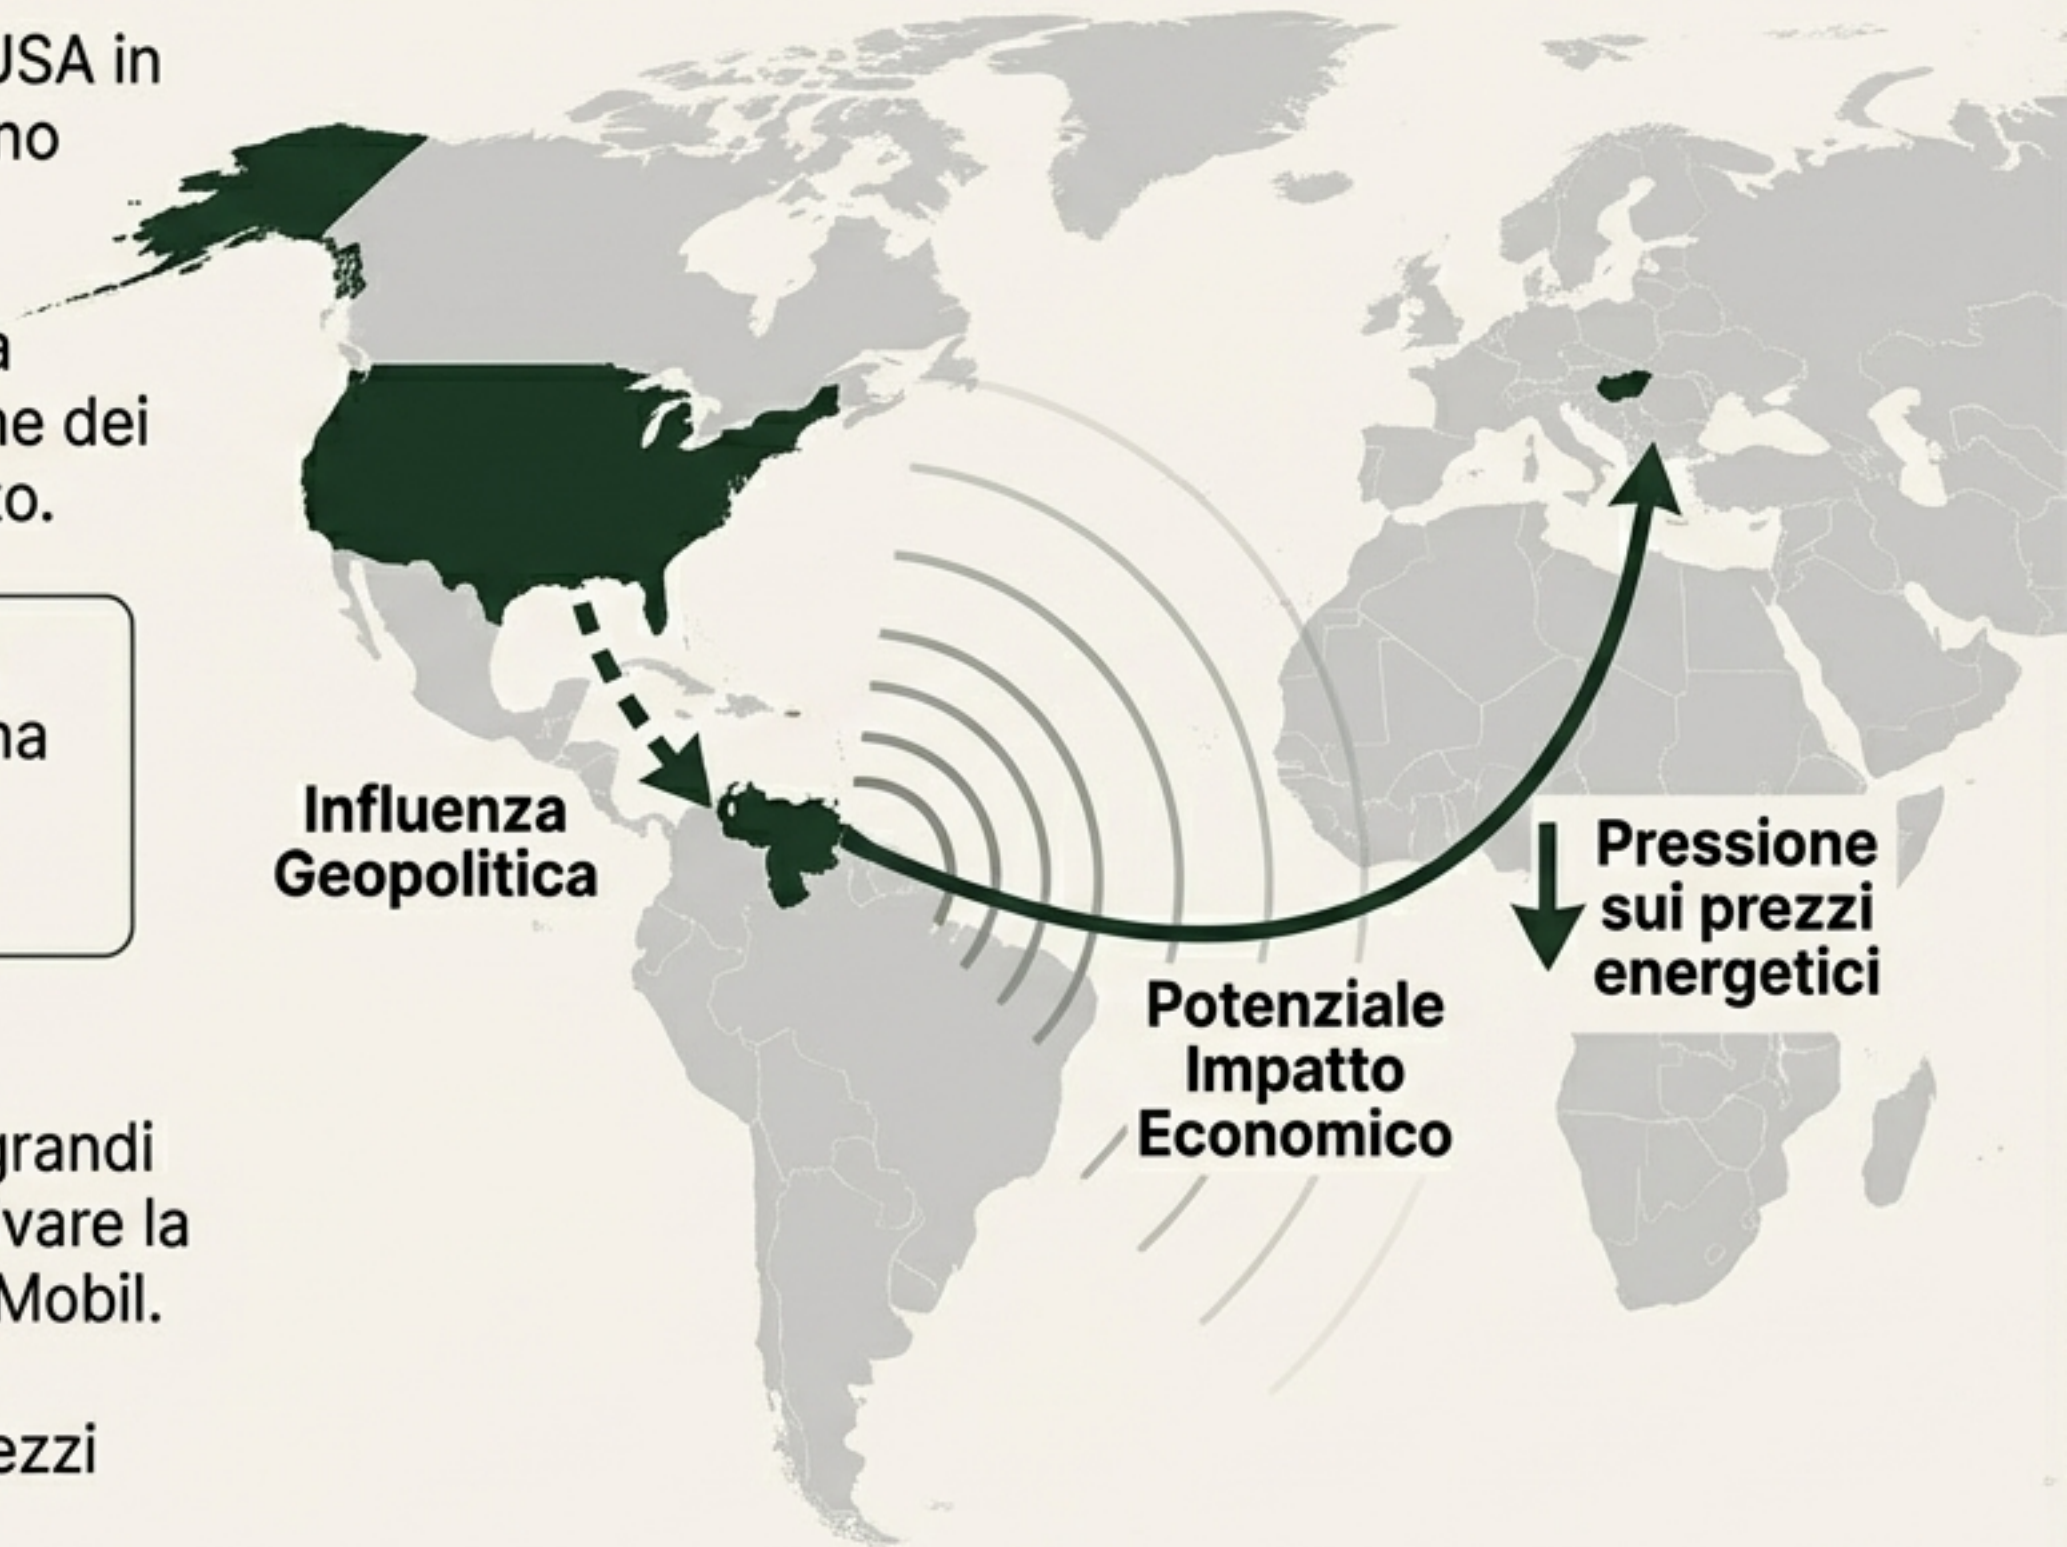 USA in
no
a
ne dei
to.
na
grandi
vare la
Mobil.
ezzi
Influenza
Geopolitica
Potenziale
Impatto
Economico
Pressione
sui prezzi
energetici